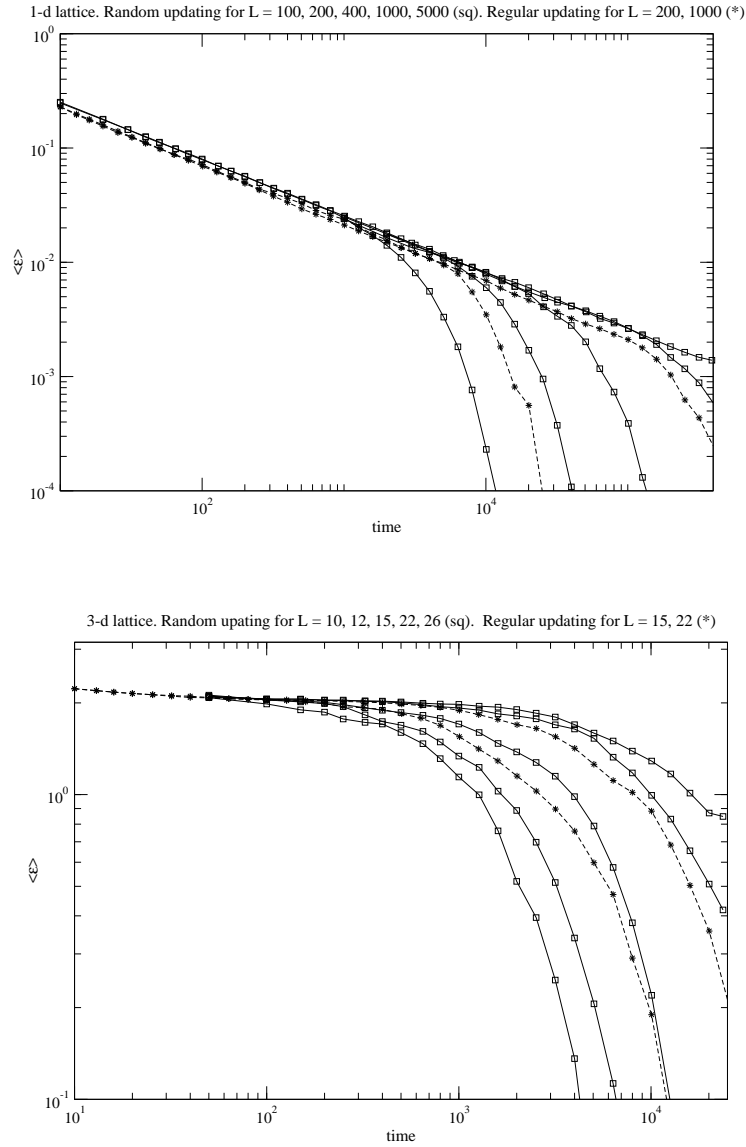 1-d lattice. Random updating for L = 100, 200, 400, 1000, 5000 (sq). Regular updating for L = 200, 1000 (*)
10^0
10^-1
10^-2
10^-3
10^-4
<ε>
10^2
10^4
time
3-d lattice. Random upating for L = 10, 12, 15, 22, 26 (sq). Regular updating for L = 15, 22 (*)
10^0
10^-1
<ε>
10^1
10^2
10^3
10^4
time